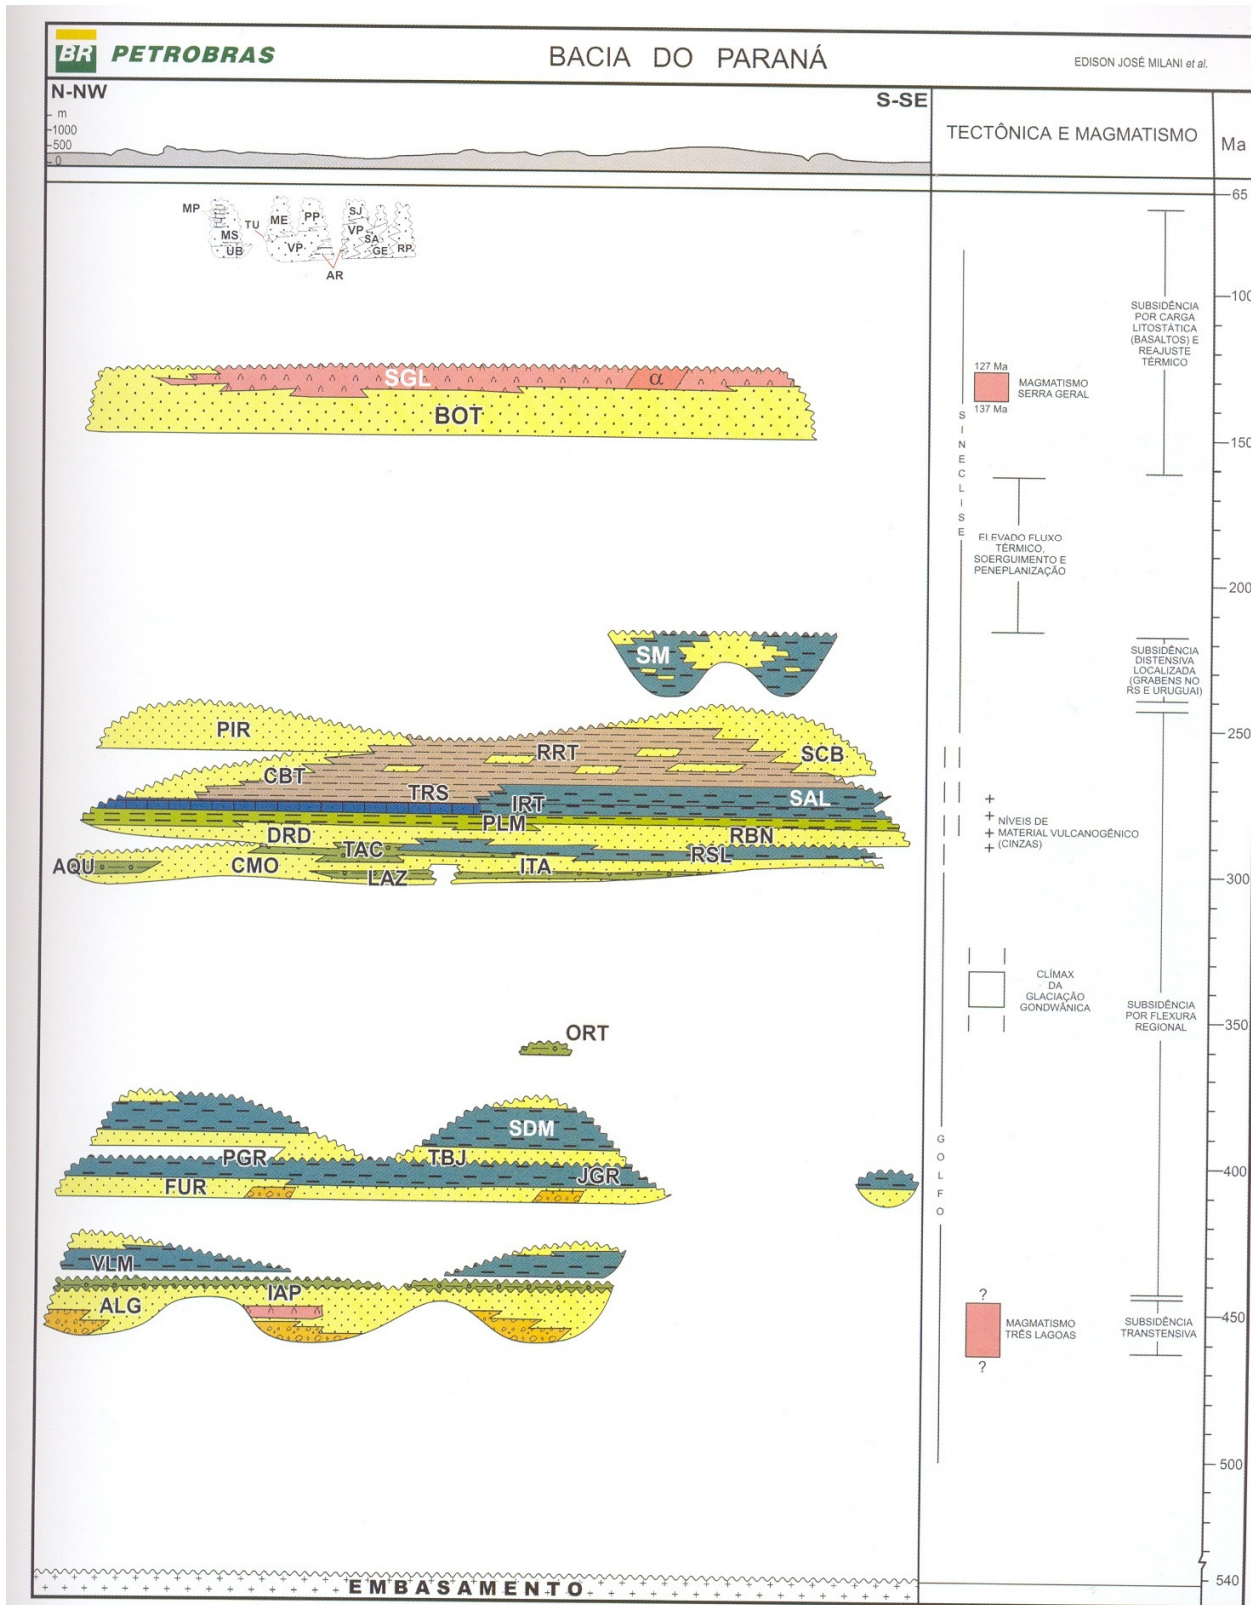 BR PETROBRAS
BACIA DO PARANÁ
EDISON JOSÉ MILANI et al.
N-NW
S-SE
TECTÔNICA E MAGMATISMO
Ma
m
1000
500
0
65
MP
MS
UB
TU
ME
PP
VP
AR
SJ
VP
SA
GE
RP
100
SUBSIDÊNCIA
POR CARGA
LITOSTÁTICA
(BASALTOS) E
REAJUSTE
TÉRMICO
SGL
α
BOT
127 Ma
MAGMATISMO
SERRA GERAL
137 Ma
150
SINECLISE
ELEVADO FLUXO
TÉRMICO,
SOERGUIMENTO E
PENEPLANIZAÇÃO
200
SM
SUBSIDÊNCIA
DISTENSIVA
LOCALIZADA
(GRABENS NO
RS E URUGUAI)
250
PIR
RRT
SCB
CBT
TRS
IRT
SAL
PLM
DRD
RBN
TAC
RSL
AQU
CMO
LAZ
ITA
NÍVEIS DE
MATERIAL VULCANOGÊNICO
(CINZAS)
300
CLÍMAX
DA
GLACIAÇÃO
GONDWÂNICA
SUBSIDÊNCIA
POR FLEXURA
REGIONAL
350
ORT
SDM
PGR
TBJ
JGR
FUR
400
GOLFO
VLM
IAP
ALG
?
MAGMATISMO
TRÊS LAGOAS
?
SUBSIDÊNCIA
TRANSTENSIVA
450
500
EMBASAMENTO
540